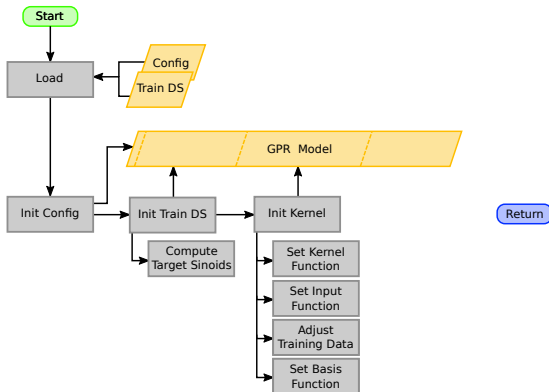 Start
Config
Load
Train DS
GPR Model
Init Config
Init Train DS
Init Kernel
Return
Compute
Target Sinoids
Set Kernel
Function
Set Input
Function
Adjust
Training Data
Set Basis
Function